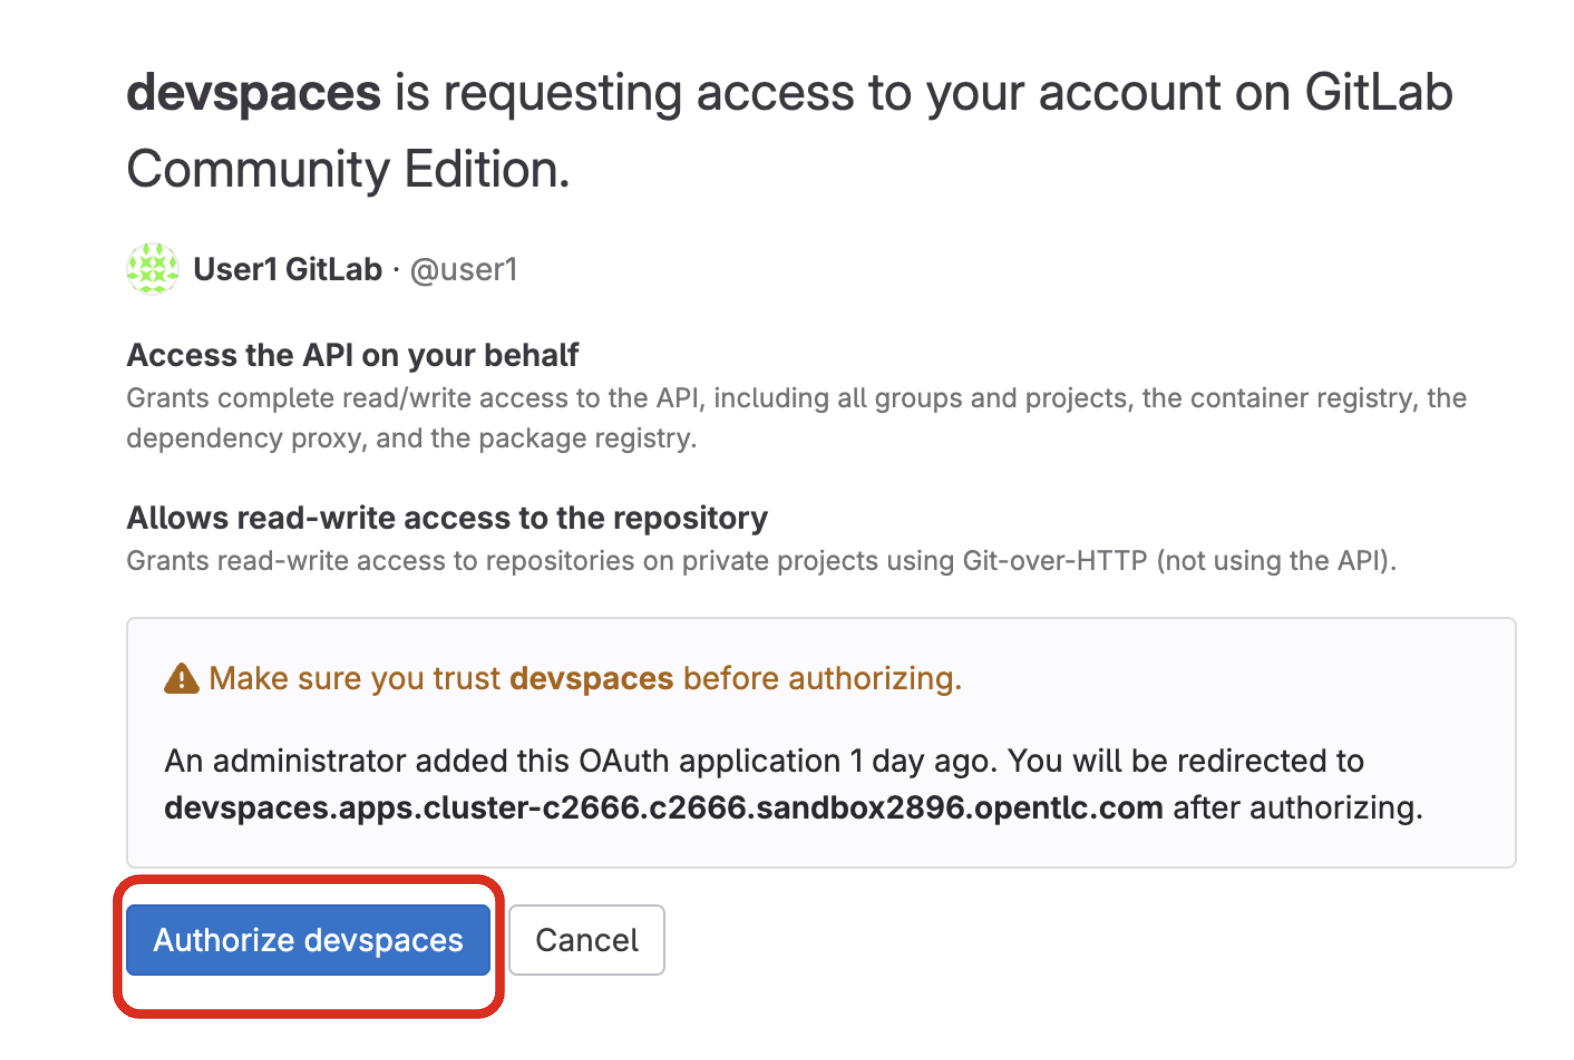 devspaces is requesting access to your account on GitLab
Community Edition.
User1 GitLab · @user1
Access the API on your behalf
Grants complete read/write access to the API, including all groups and projects, the container registry, the
dependency proxy, and the package registry.
Allows read-write access to the repository
Grants read-write access to repositories on private projects using Git-over-HTTP (not using the API).
Make sure you trust devspaces before authorizing.
An administrator added this OAuth application 1 day ago. You will be redirected to
devspaces.apps.cluster-c2666.c2666.sandbox2896.opentlc.com after authorizing.
Authorize devspaces Cancel